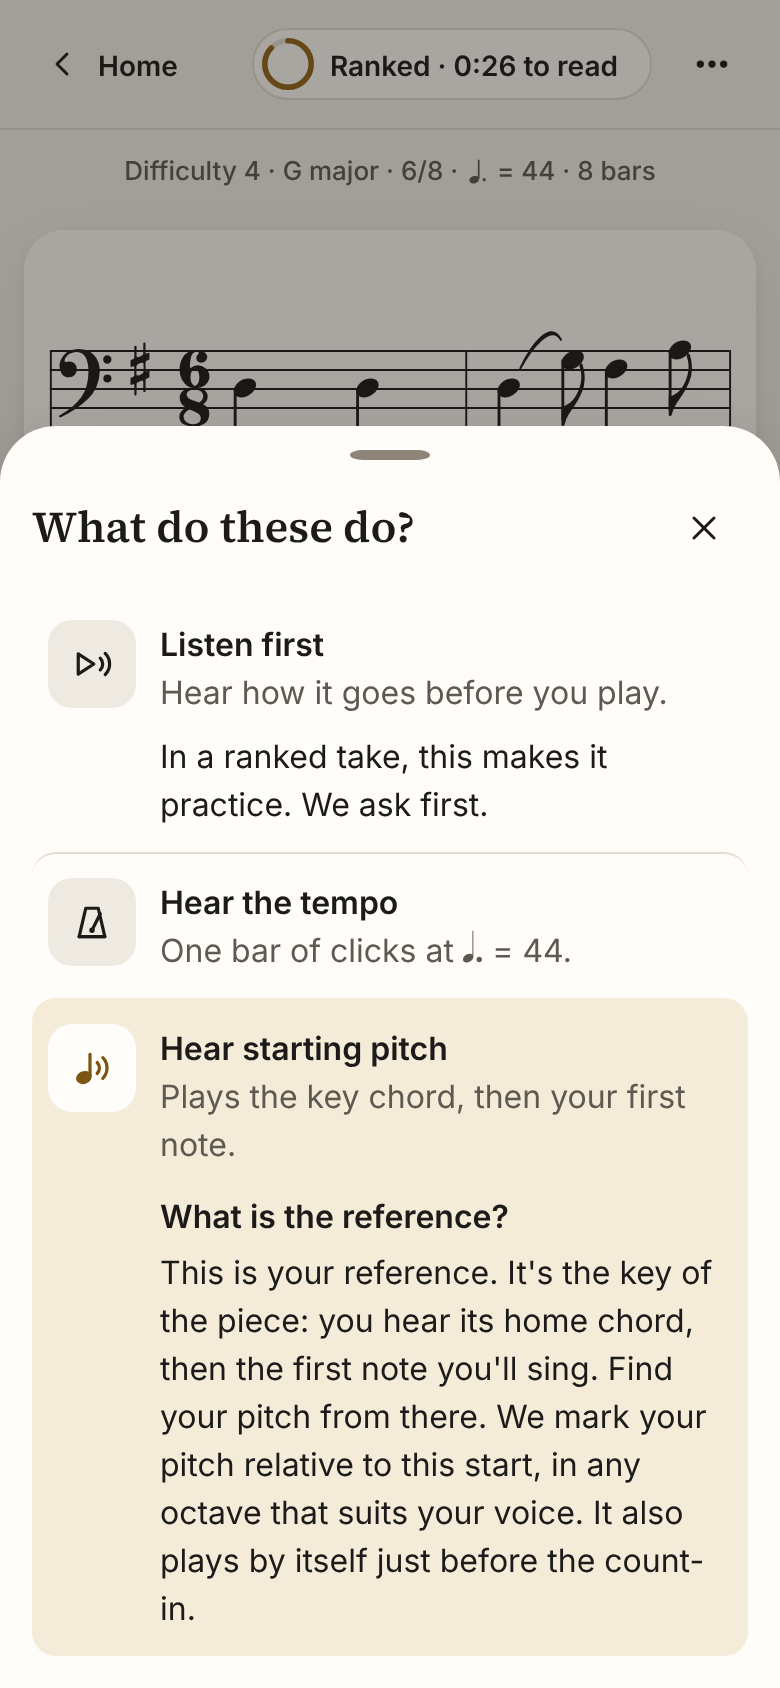 Home
Ranked · 0:26 to read
Difficulty 4 · G major · 6/8 · 𝅘𝅥. = 44 · 8 bars
6
8
What do these do?
Listen first
Hear how it goes before you play.
In a ranked take, this makes it
practice. We ask first.
Hear the tempo
One bar of clicks at 𝅘𝅥. = 44.
Hear starting pitch
Plays the key chord, then your first
note.
What is the reference?
This is your reference. It's the key of
the piece: you hear its home chord,
then the first note you'll sing. Find
your pitch from there. We mark your
pitch relative to this start, in any
octave that suits your voice. It also
plays by itself just before the count-
in.